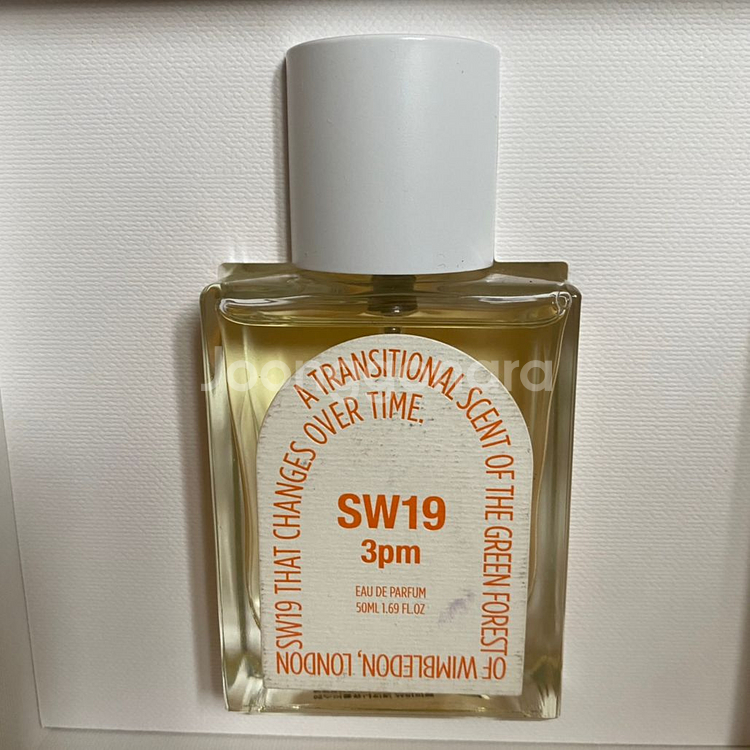 A TRANSITIONAL SCENT OF THE GREEN FOREST
OF WIMBLEDON, LONDON
SW19 THAT CHANGES OVER TIME.
SW19
3pm
EAU DE PARFUM
50ML 1.69 FL.OZ
Joonggonara